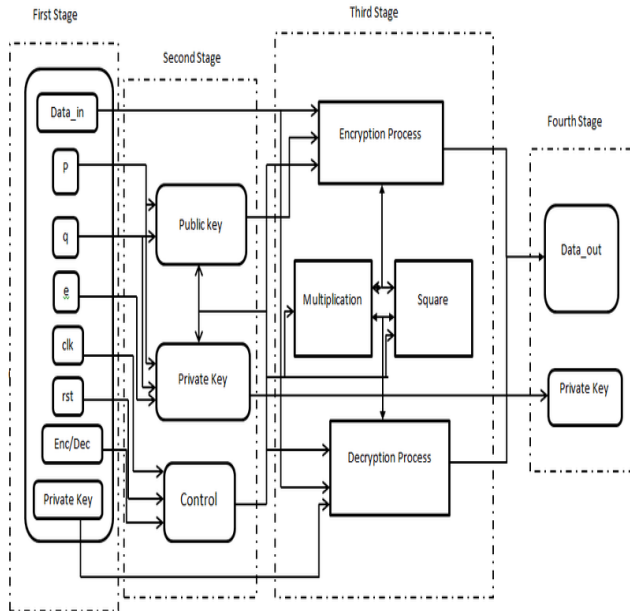 First Stage
Data_in
P
q
e
clk
rst
Enc/Dec
Private Key
Second Stage
Public key
Private Key
Control
Third Stage
Encryption Process
Multiplication
Square
Decryption Process
Fourth Stage
Data_out
Private Key